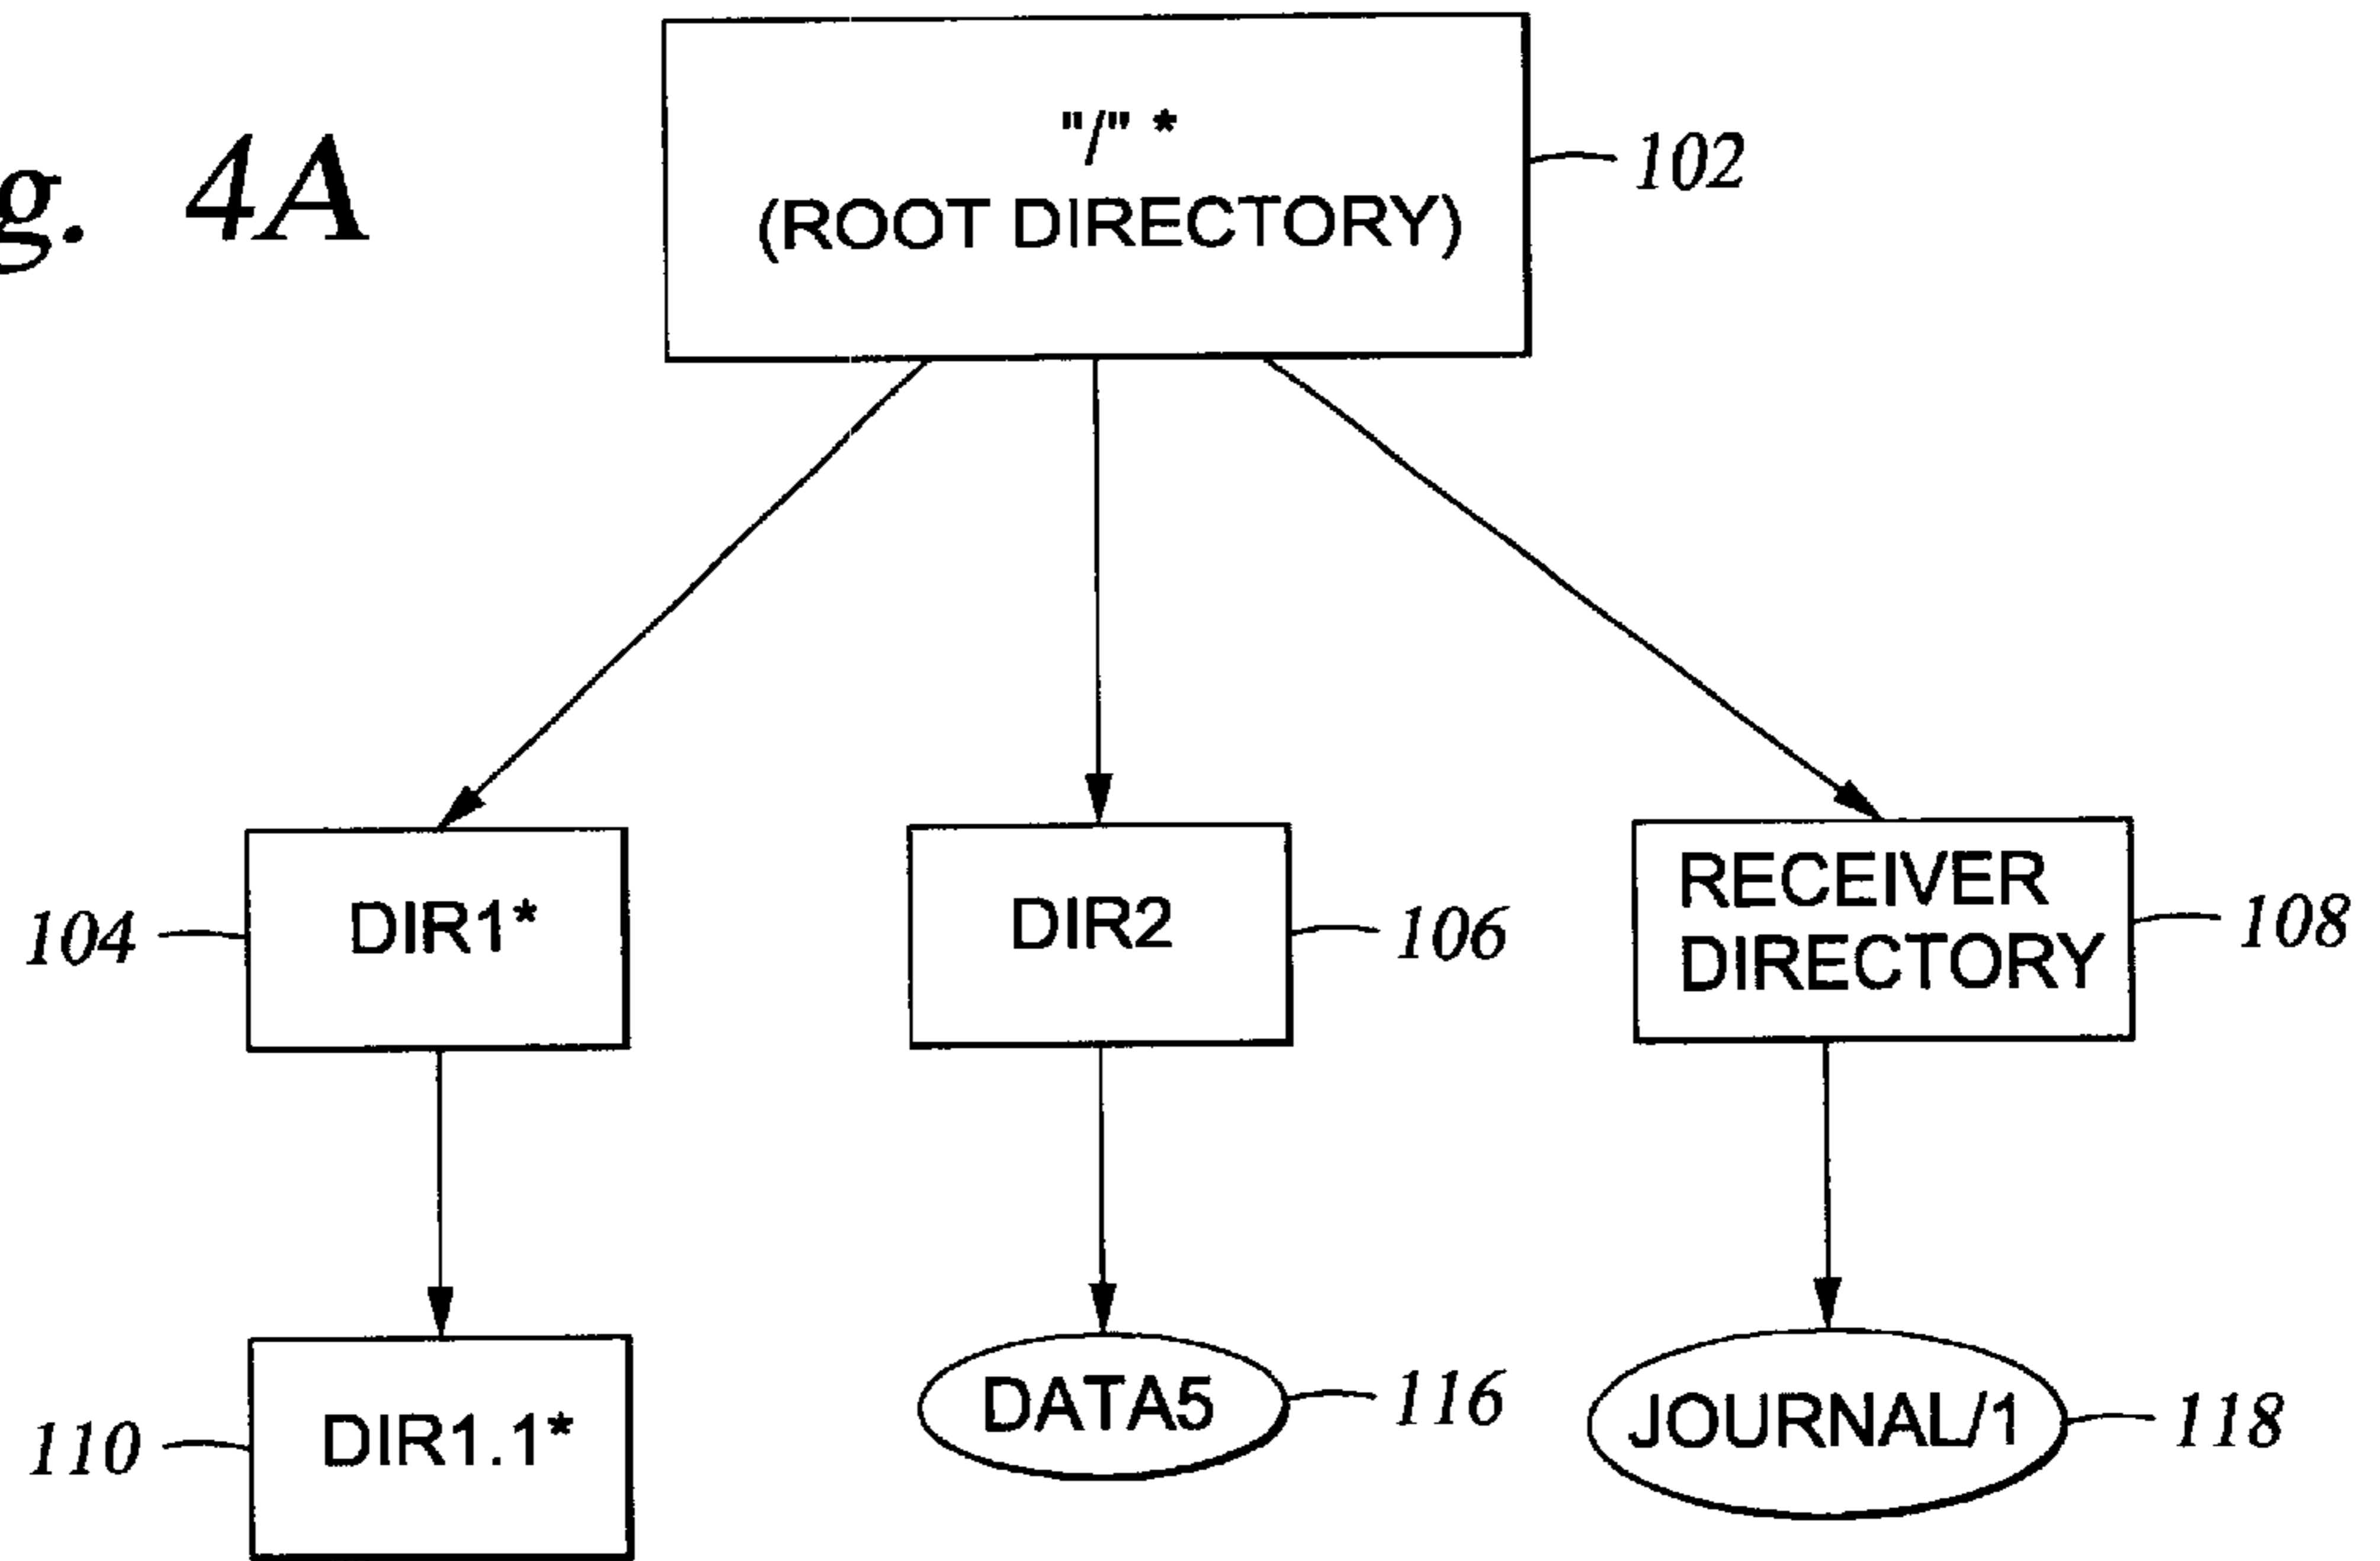 g. 4A
"/" *
(ROOT DIRECTORY)
102
104
DIR1*
DIR2
106
RECEIVER
DIRECTORY
108
110
DIR1.1*
DATA5
116
JOURNAL/1
118